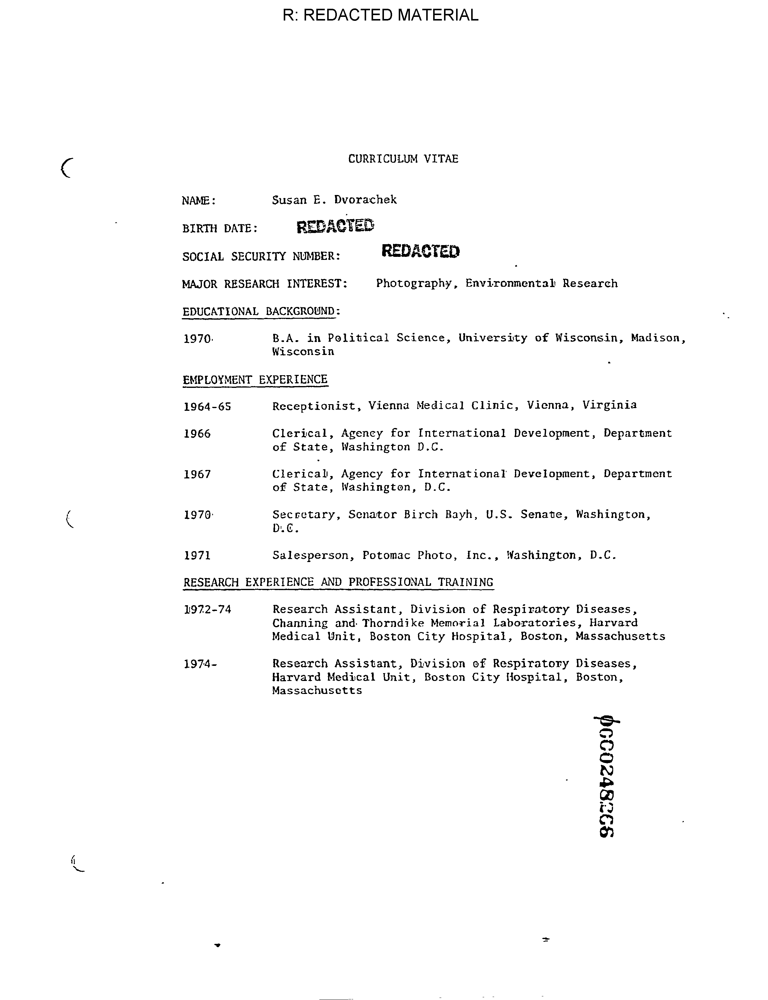 R: REDACTED MATERIAL
CURRICULUM VITAE
NAME: Susan E. Dvorachek
BIRTH DATE: REDACTED
SOCIAL SECURITY NUMBER: REDACTED
MAJOR RESEARCH INTEREST: Photography, Environmental Research
EDUCATIONAL BACKGROUND:
1970 B.A. in Political Science, University of Wisconsin, Madison,
Wisconsin
EMPLOYMENT EXPERIENCE
1964-65 Receptionist, Vienna Medical Clinic, Vienna, Virginia
1966 Clerical, Agency for International Development, Department
of State, Washington D.C.
1967 Clerical, Agency for International Development, Department
of State, Washington, D.C.
1970 Secretary, Senator Birch Bayh, U.S. Senate, Washington,
D.C.
1971 Salesperson, Potomac Photo, Inc., Washington, D.C.
RESEARCH EXPERIENCE AND PROFESSIONAL TRAINING
1972-74 Research Assistant, Division of Respiratory Diseases,
Channing and Thorndike Memorial Laboratories, Harvard
Medical Unit, Boston City Hospital, Boston, Massachusetts
1974- Research Assistant, Division of Respiratory Diseases,
Harvard Medical Unit, Boston City Hospital, Boston,
Massachusetts